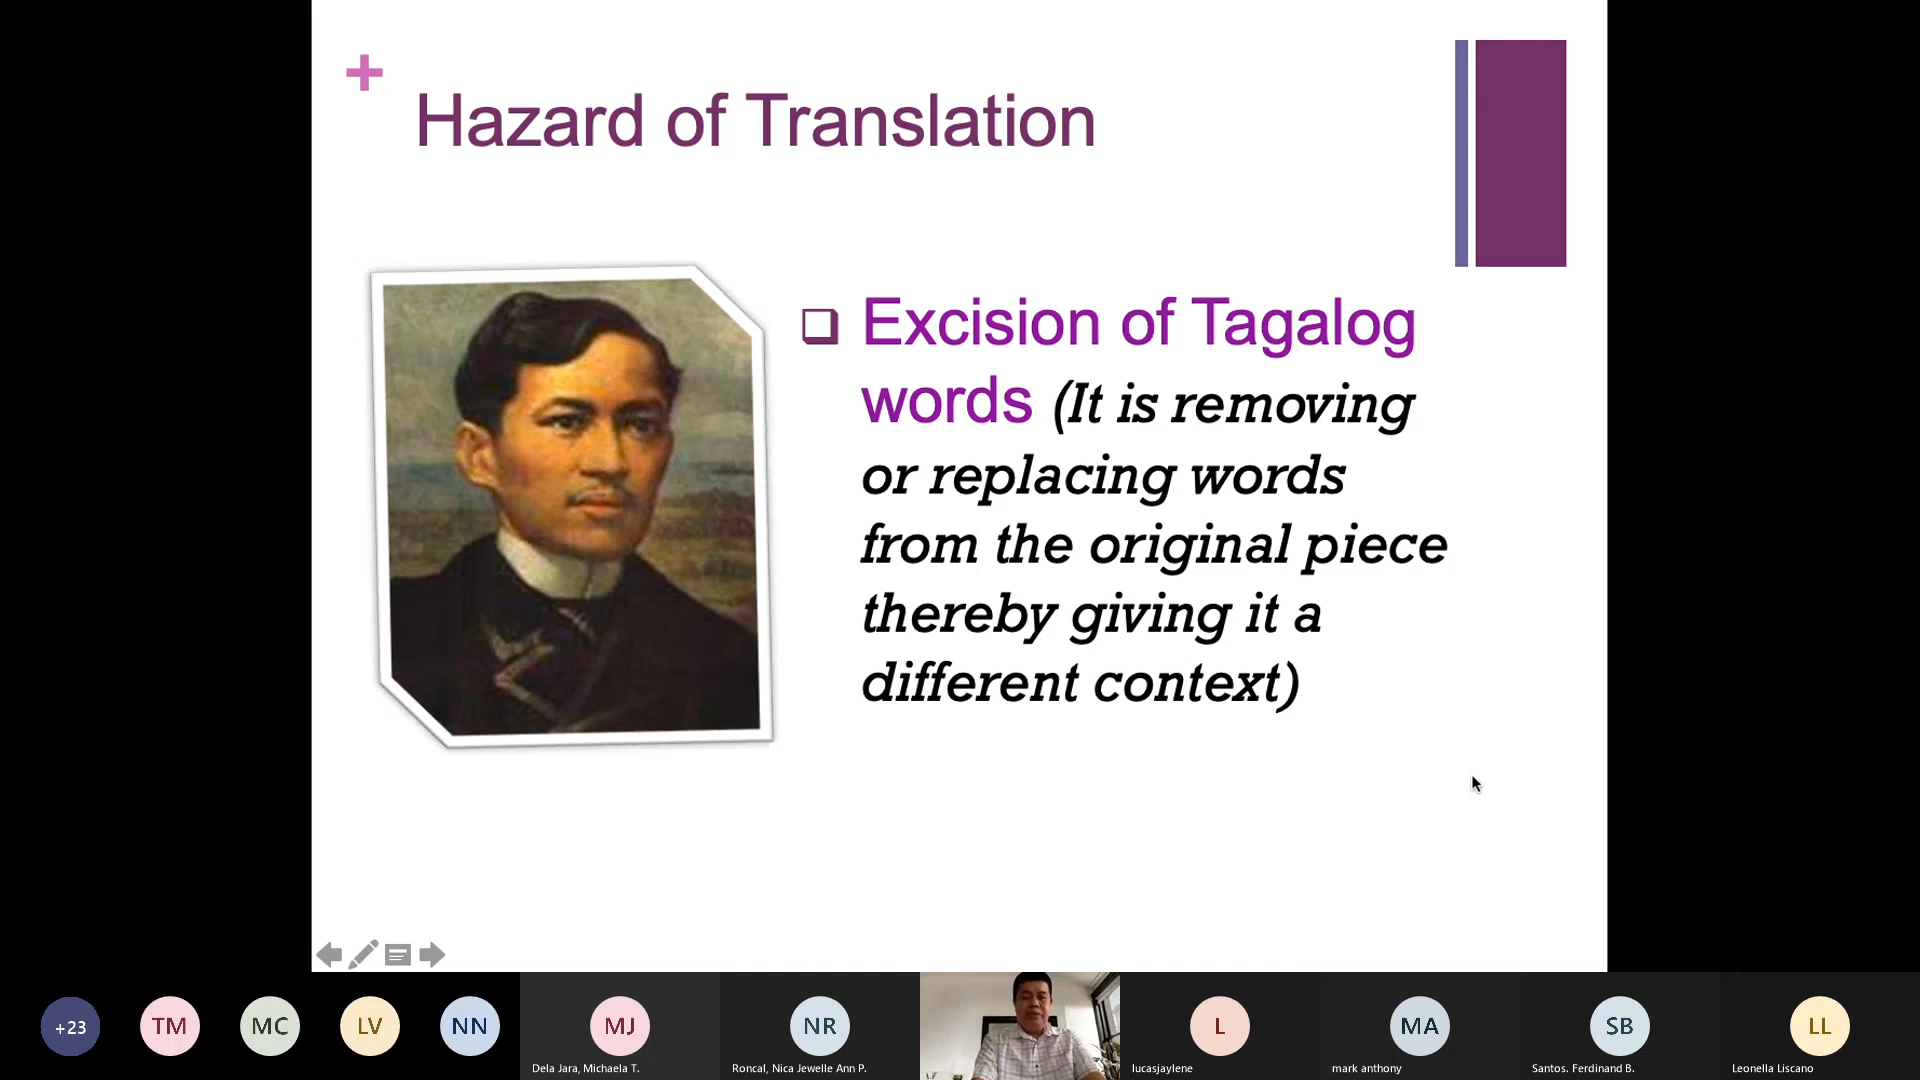 Hazard of Translation
Excision of Tagalog
words (It is removing
or replacing words
from the original piece
thereby giving it a
different context)
+23
TM
MC
LV
NN
MJ
NR
L
MA
SB
LL
Dela Jara, Michaela T.
Roncal, Nica Jewelle Ann P.
lucasjaylene
mark anthony
Santos. Ferdinand B.
Leonella Liscano